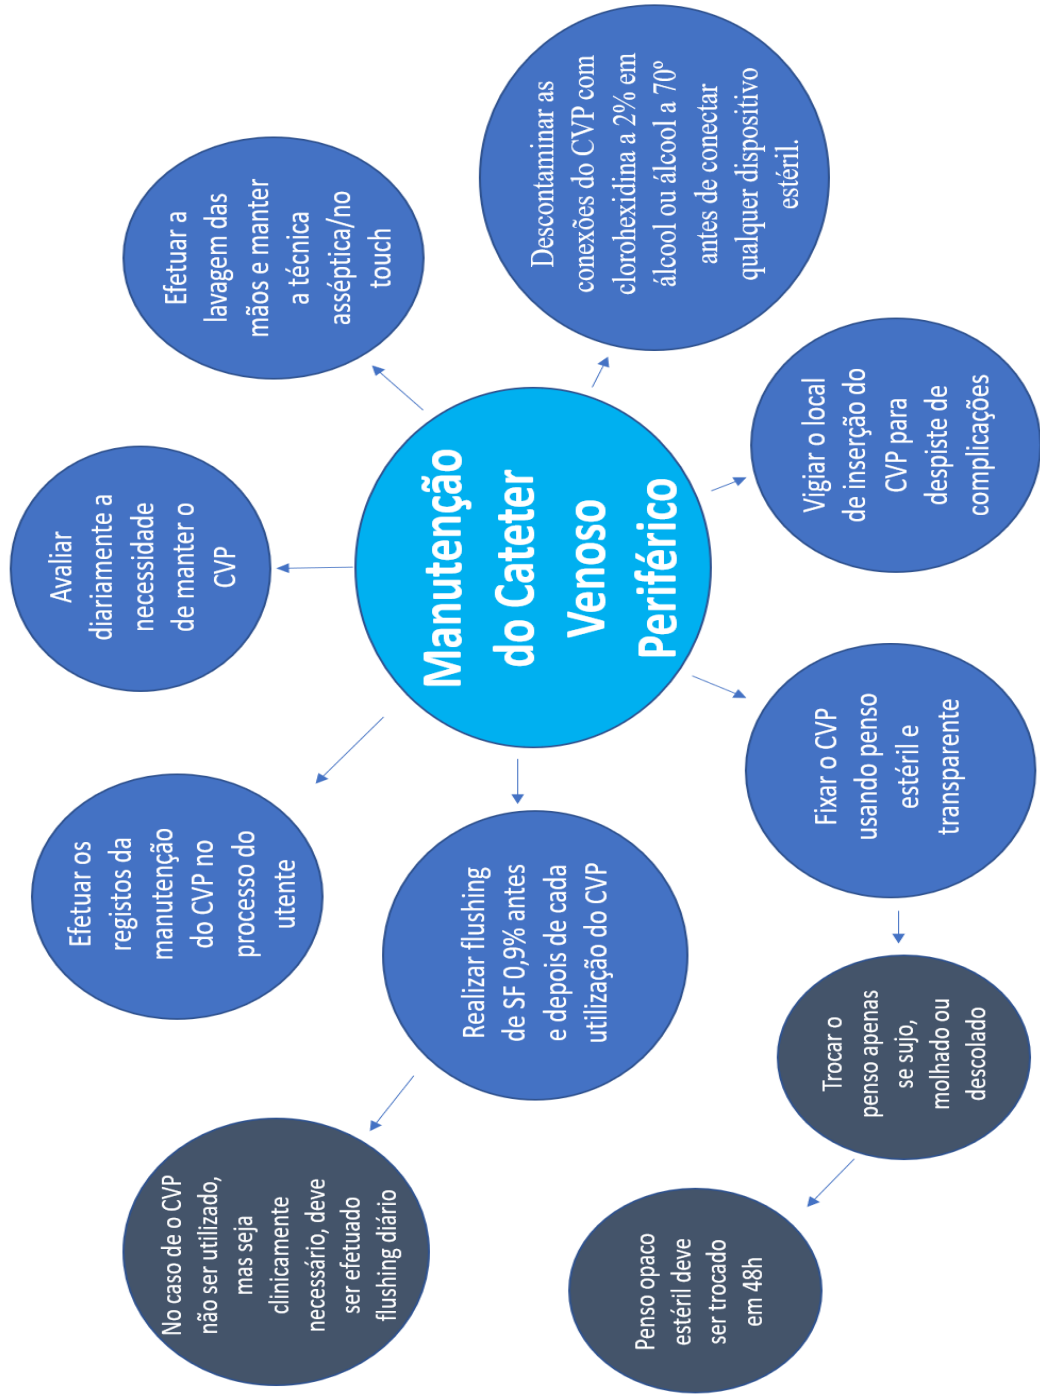 Manutenção
do Cateter
Venoso
Periférico
Avaliar
diariamente a
necessidade
de manter o
CVP
Efetuar a
lavagem das
mãos e manter
a técnica
asséptica/no
touch
Descontaminar as
conexões do CVP com
clorohexidina a 2% em
álcool ou álcool a 70º
antes de conectar
qualquer dispositivo
estéril.
Vigiar o local
de inserção do
CVP para
despiste de
complicações
Fixar o CVP
usando penso
estéril e
transparente
Trocar o
penso apenas
se sujo,
molhado ou
descolado
Penso opaco
estéril deve
ser trocado
em 48h
Realizar flushing
de SF 0,9% antes
e depois de cada
utilização do CVP
No caso de o CVP
não ser utilizado,
mas seja
clinicamente
necessário, deve
ser efetuado
flushing diário
Efetuar os
registos da
manutenção
do CVP no
processo do
utente